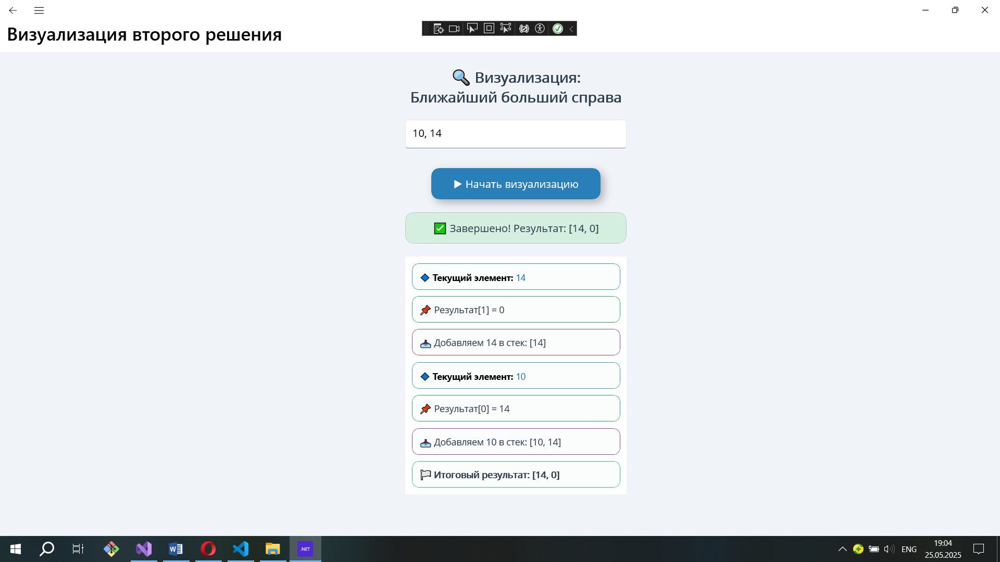 Визуализация второго решения
Визуализация:
Ближайший больший справа
10, 14
Начать визуализацию
Завершено! Результат: [14, 0]
Текущий элемент: 14
Результат[1] = 0
Добавляем 14 в стек: [14]
Текущий элемент: 10
Результат[0] = 14
Добавляем 10 в стек: [10, 14]
Итоговый результат: [14, 0]
.NET
ENG
19:04
25.05.2025